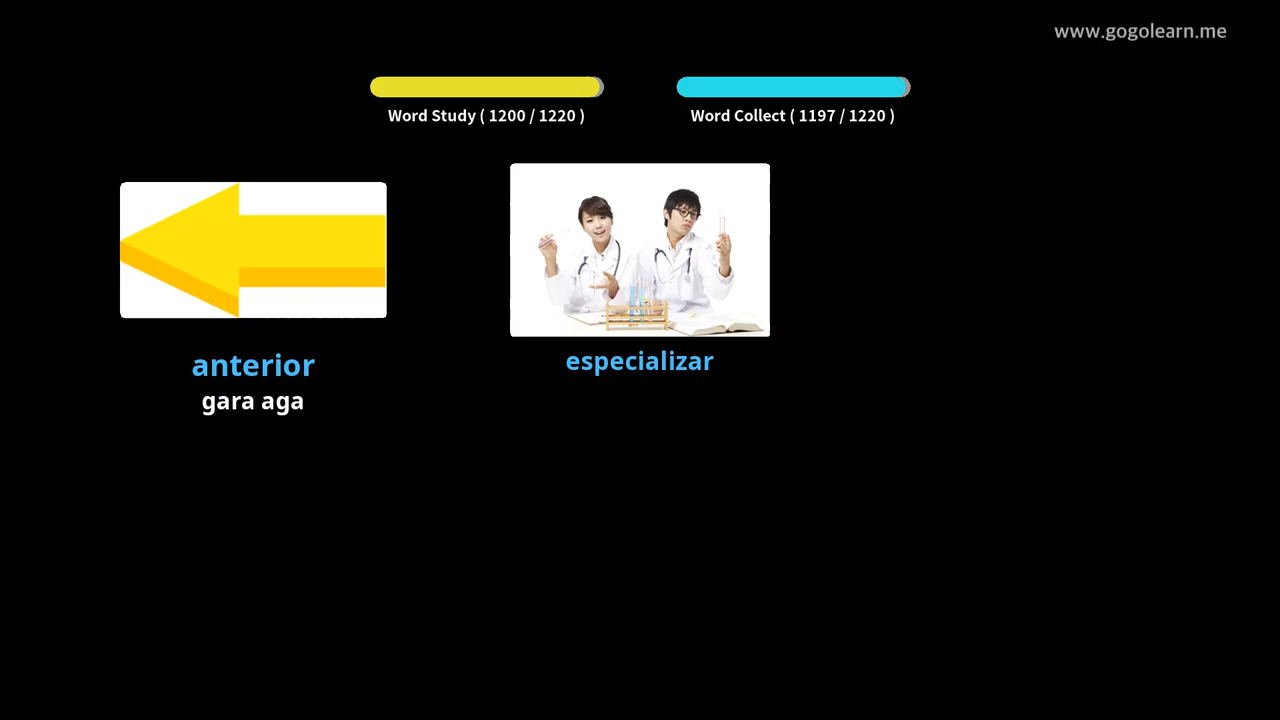 www.gogolearn.me
Word Study ( 1200 / 1220 )
Word Collect ( 1197 / 1220 )
anterior
gara aga
especializar